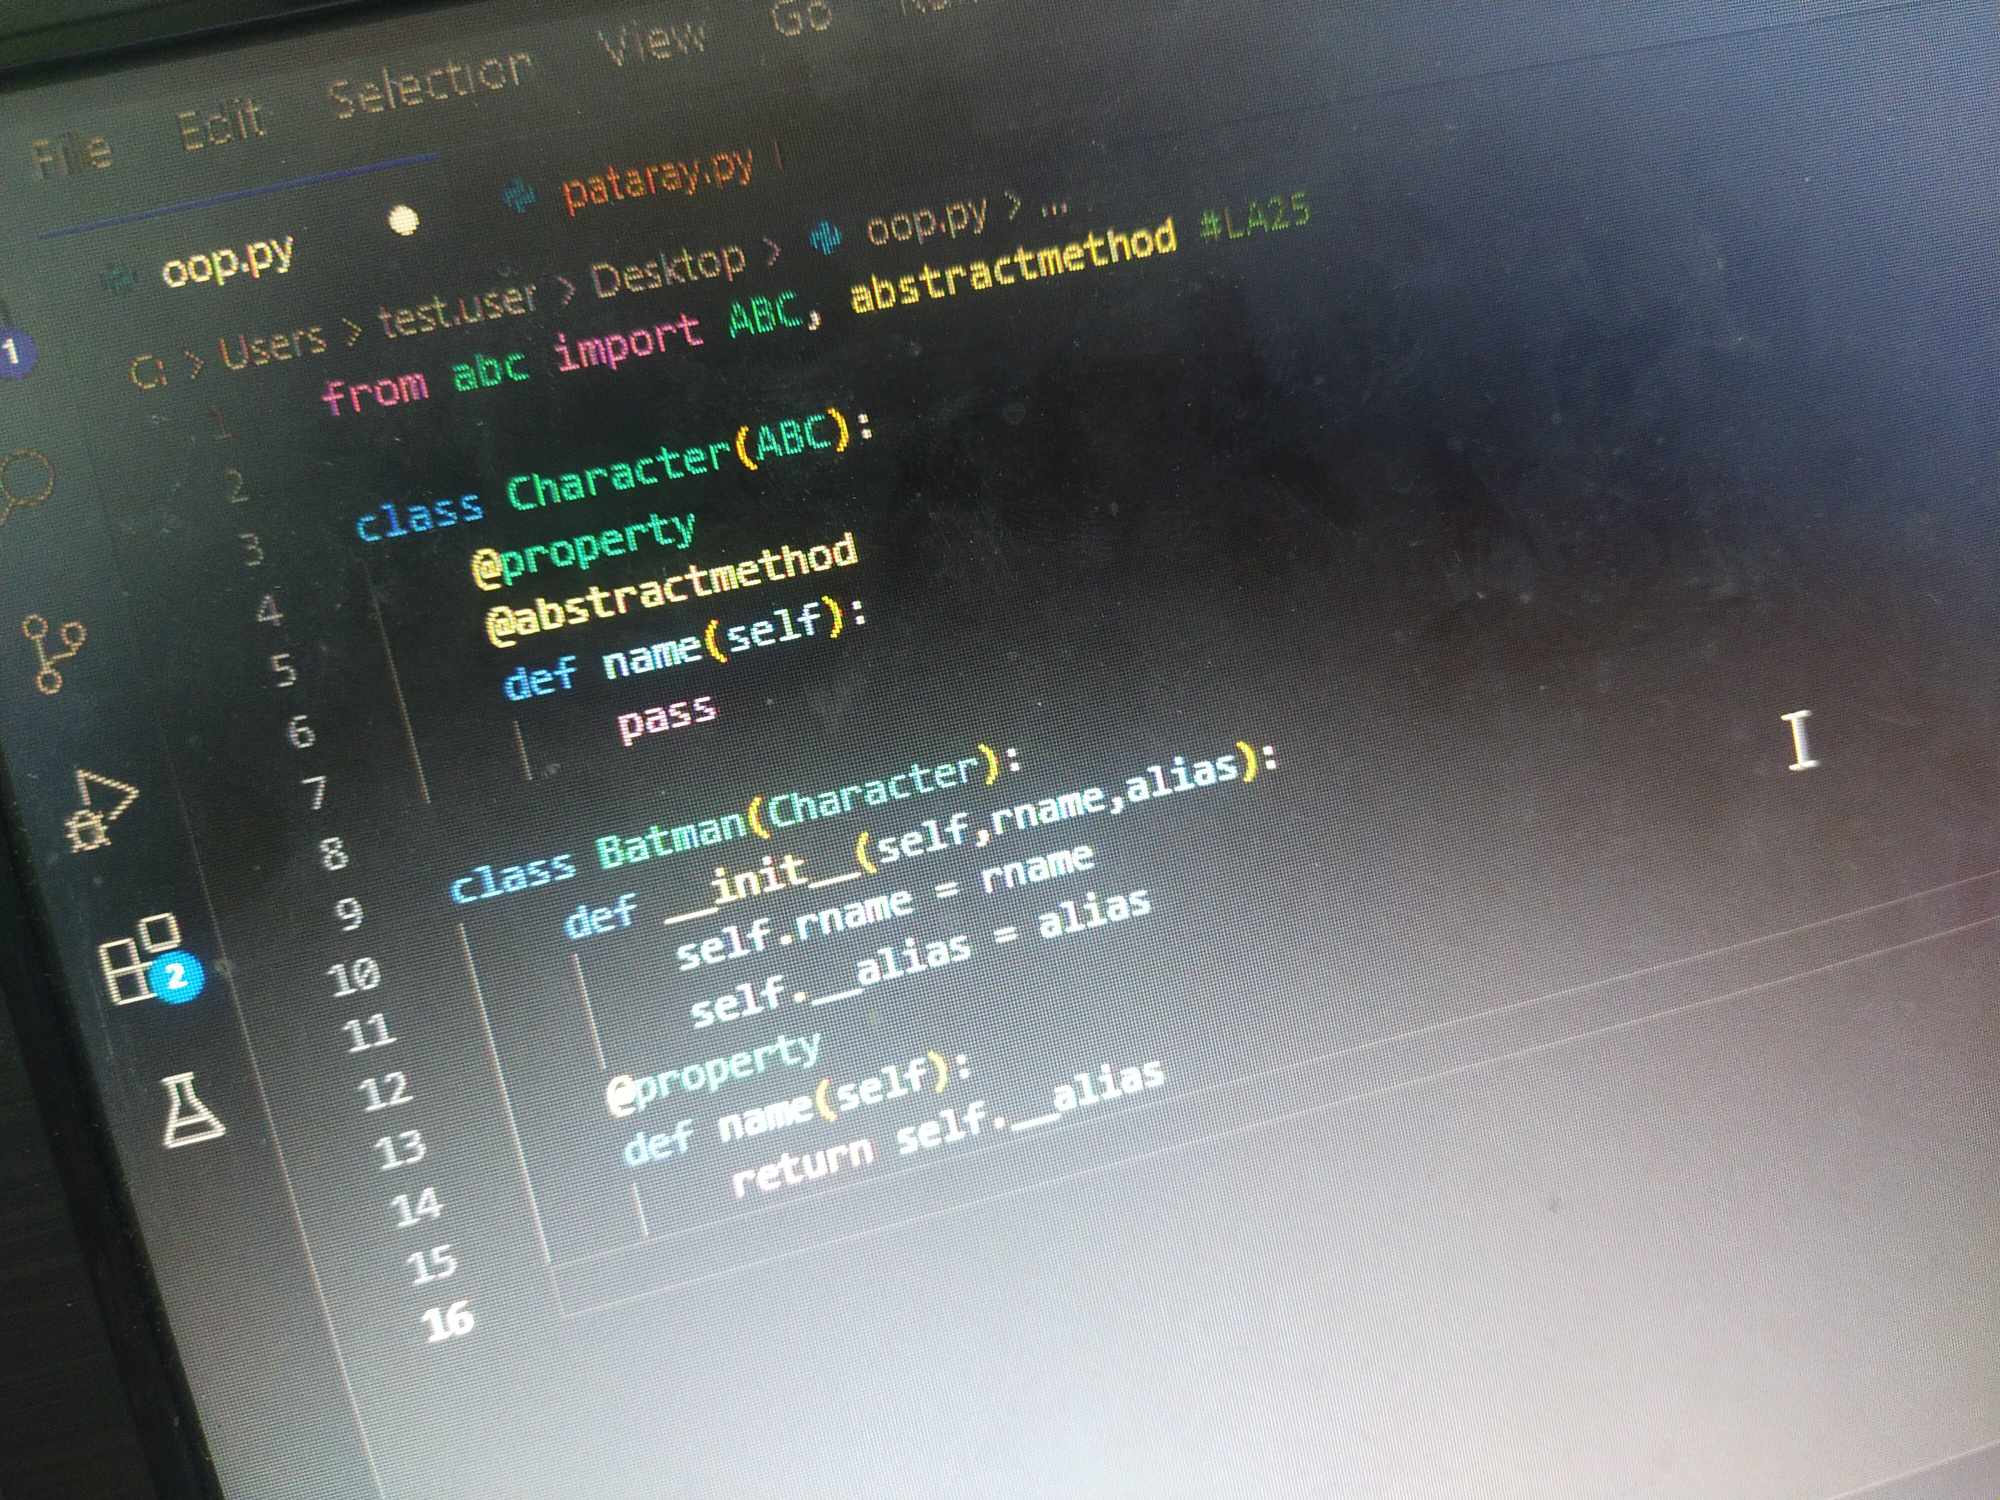 File Edit Selection View Go
oop.py pataray.py
C: > Users > test.user > Desktop > oop.py > ...
1 from abc import ABC, abstractmethod #LA25
2
3 class Character(ABC):
4 @property
5 @abstractmethod
6 def name(self):
7 pass
8
9 class Batman(Character):
10 def __init__(self,rname,alias):
11 self.rname = rname
12 self.__alias = alias
13 @property
14 def name(self):
15 return self.__alias
16
1
2